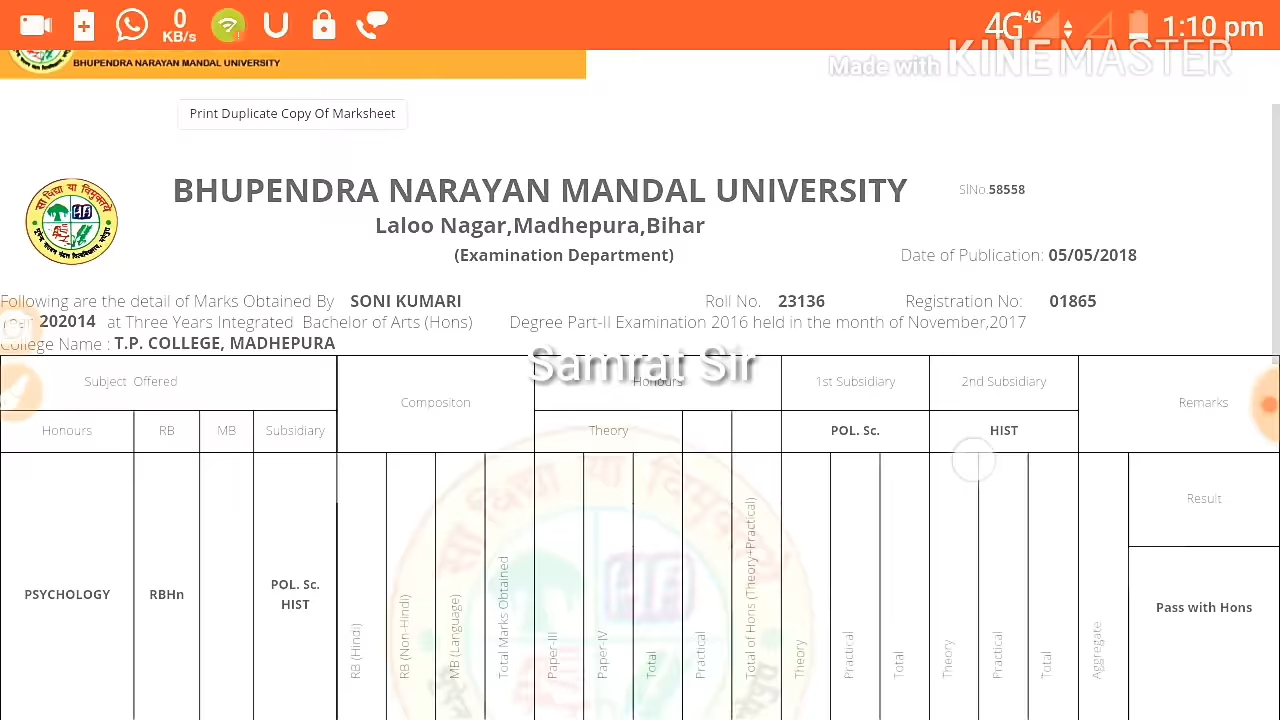 0
KB/s
4G 4G
1:10 pm
BHUPENDRA NARAYAN MANDAL UNIVERSITY
Made with KINEMASTER
Print Duplicate Copy Of Marksheet
BHUPENDRA NARAYAN MANDAL UNIVERSITY
SlNo.58558
Laloo Nagar,Madhepura,Bihar
(Examination Department)
Date of Publication: 05/05/2018
Following are the detail of Marks Obtained By SONI KUMARI Roll No. 23136 Registration No: 01865
Year 202014 at Three Years Integrated Bachelor of Arts (Hons) Degree Part-II Examination 2016 held in the month of November,2017
College Name : T.P. COLLEGE, MADHEPURA
Samrat Sir
Subject Offered
Compositon
Honours
1st Subsidiary
2nd Subsidiary
Remarks
Honours
RB
MB
Subsidiary
Theory
POL. Sc.
HIST
PSYCHOLOGY
RBHn
POL. Sc.
HIST
RB (Hindi)
RB (Non-Hindi)
MB (Language)
Total Marks Obtained
Paper-III
Paper-IV
Total
Practical
Total of Hons (Theory+Practical)
Theory
Practical
Total
Theory
Practical
Total
Aggregate
Result
Pass with Hons